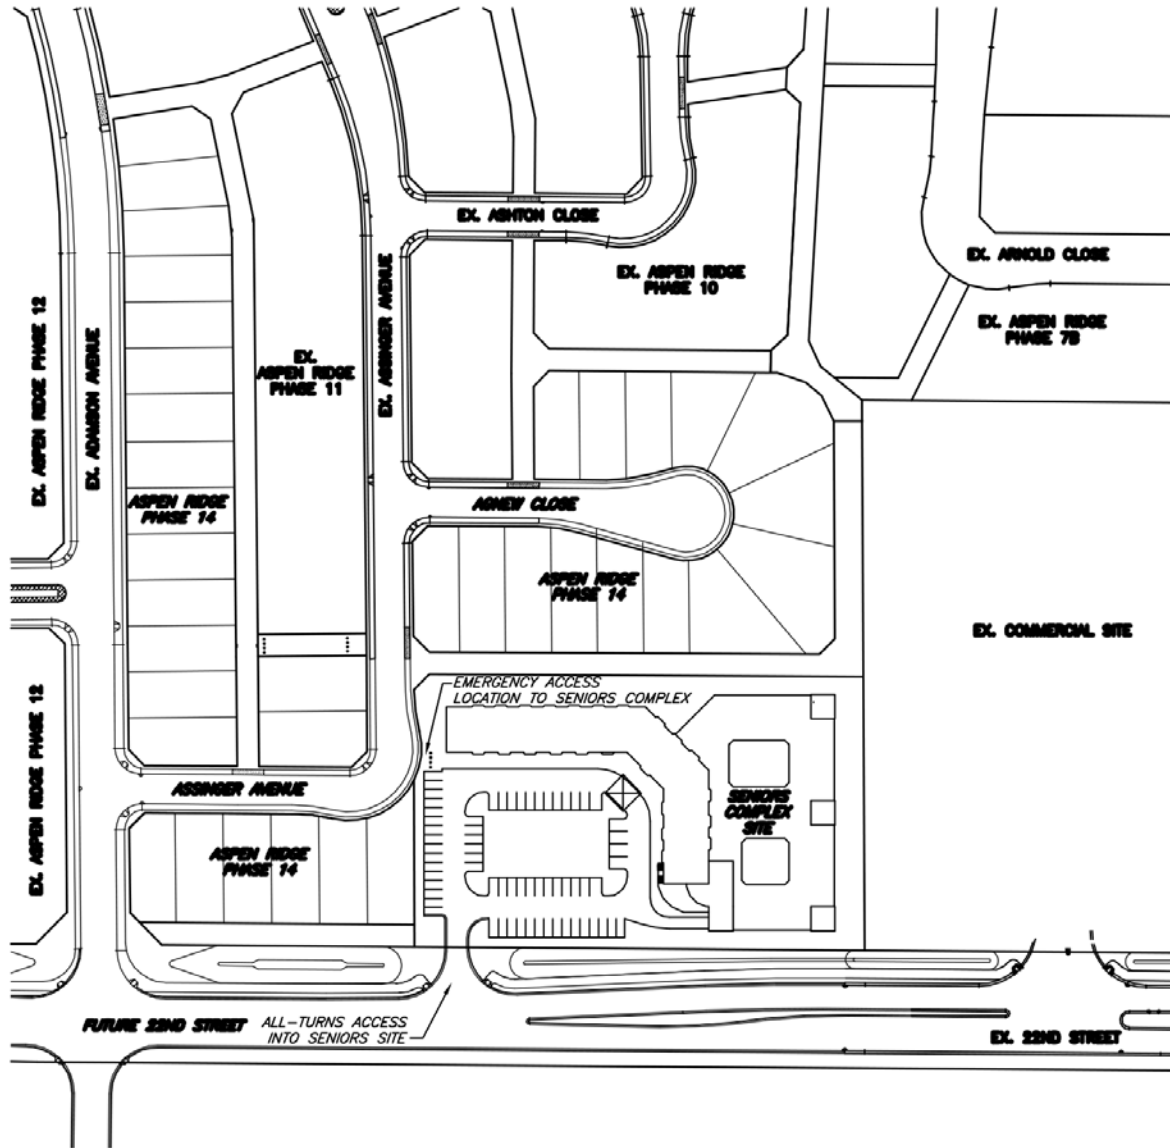 EX. ASHTON CLOSE
EX. ARNOLD CLOSE
EX. ASPEN RIDGE
PHASE 10
EX. ASPEN RIDGE PHASE 12
EX. ADAMSON AVENUE
EX. ASSINGER AVENUE
EX. ASPEN RIDGE
PHASE 7B
EX.
ASPEN RIDGE
PHASE 11
ASPEN RIDGE
PHASE 14
AGNEW CLOSE
ASPEN RIDGE
PHASE 14
EX. COMMERCIAL SITE
EMERGENCY ACCESS
LOCATION TO SENIORS COMPLEX
EX. ASPEN RIDGE PHASE 12
ASSINGER AVENUE
SENIORS
COMPLEX
SITE
ASPEN RIDGE
PHASE 14
FUTURE 22ND STREET
ALL-TURNS ACCESS
INTO SENIORS SITE
EX. 22ND STREET